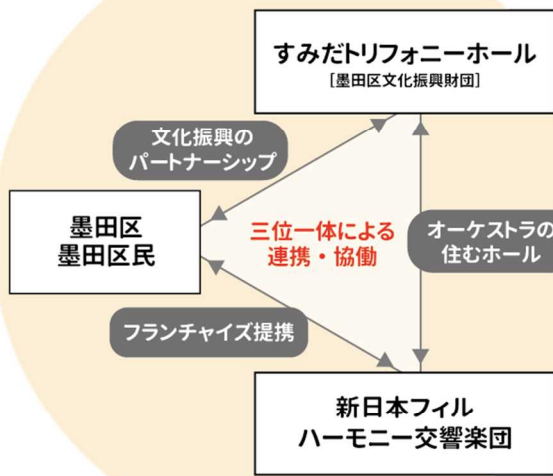 すみだトリフォニーホール
[墨田区文化振興財団]
文化振興の
パートナーシップ
墨田区
墨田区民
三位一体による
連携・協働
オーケストラの
住むホール
フランチャイズ提携
新日本フィル
ハーモニー交響楽団